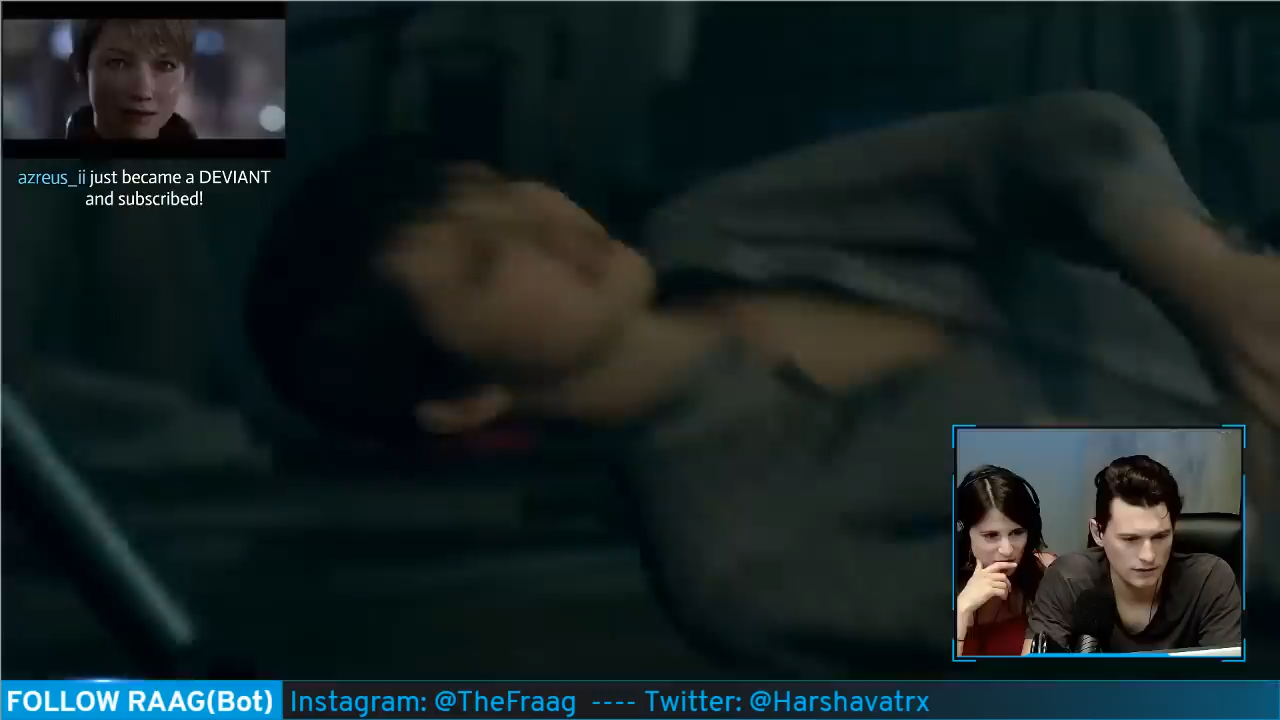 azreus_ii just became a DEVIANT
and subscribed!
FOLLOW RAAG(Bot) Instagram: @TheFraag ---- Twitter: @Harshavatrx